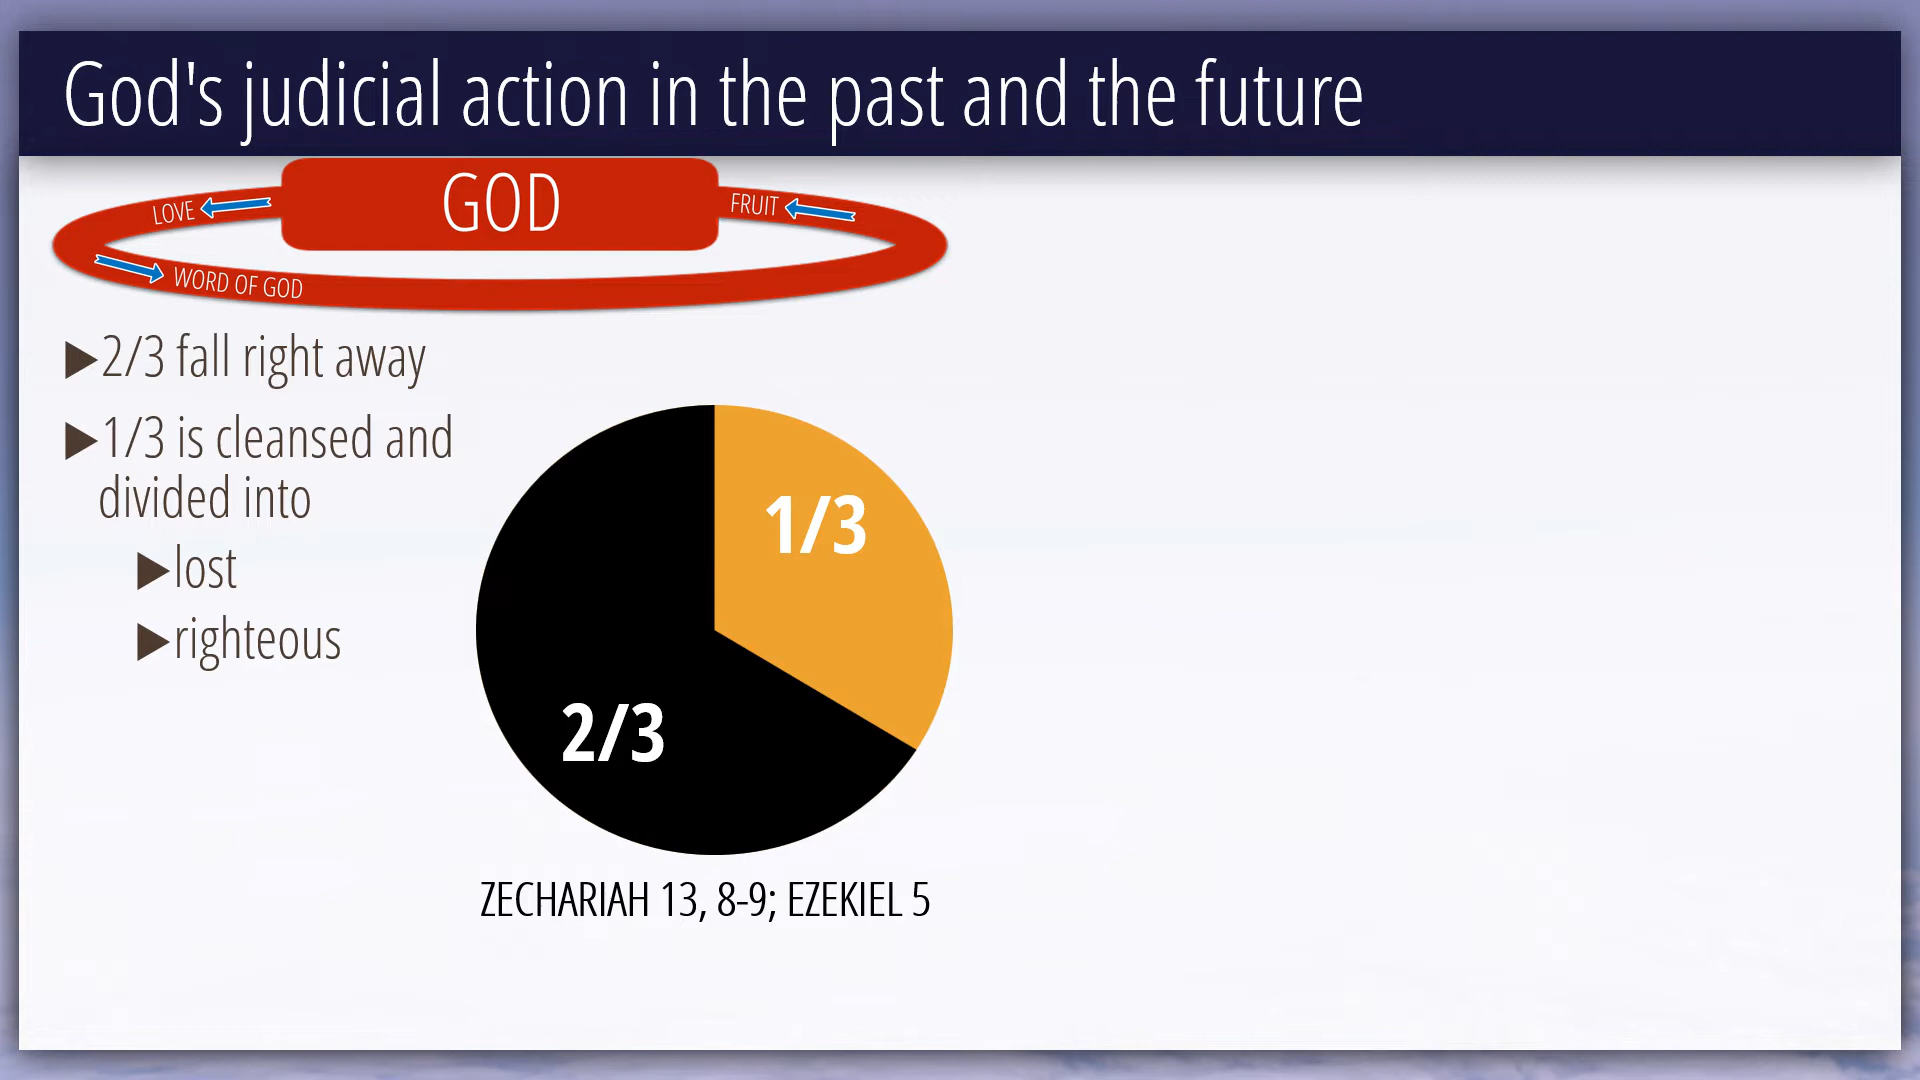 God's judicial action in the past and the future
GOD
LOVE
FRUIT
WORD OF GOD
2/3 fall right away
1/3 is cleansed and
divided into
lost
righteous
1/3
2/3
ZECHARIAH 13, 8-9; EZEKIEL 5